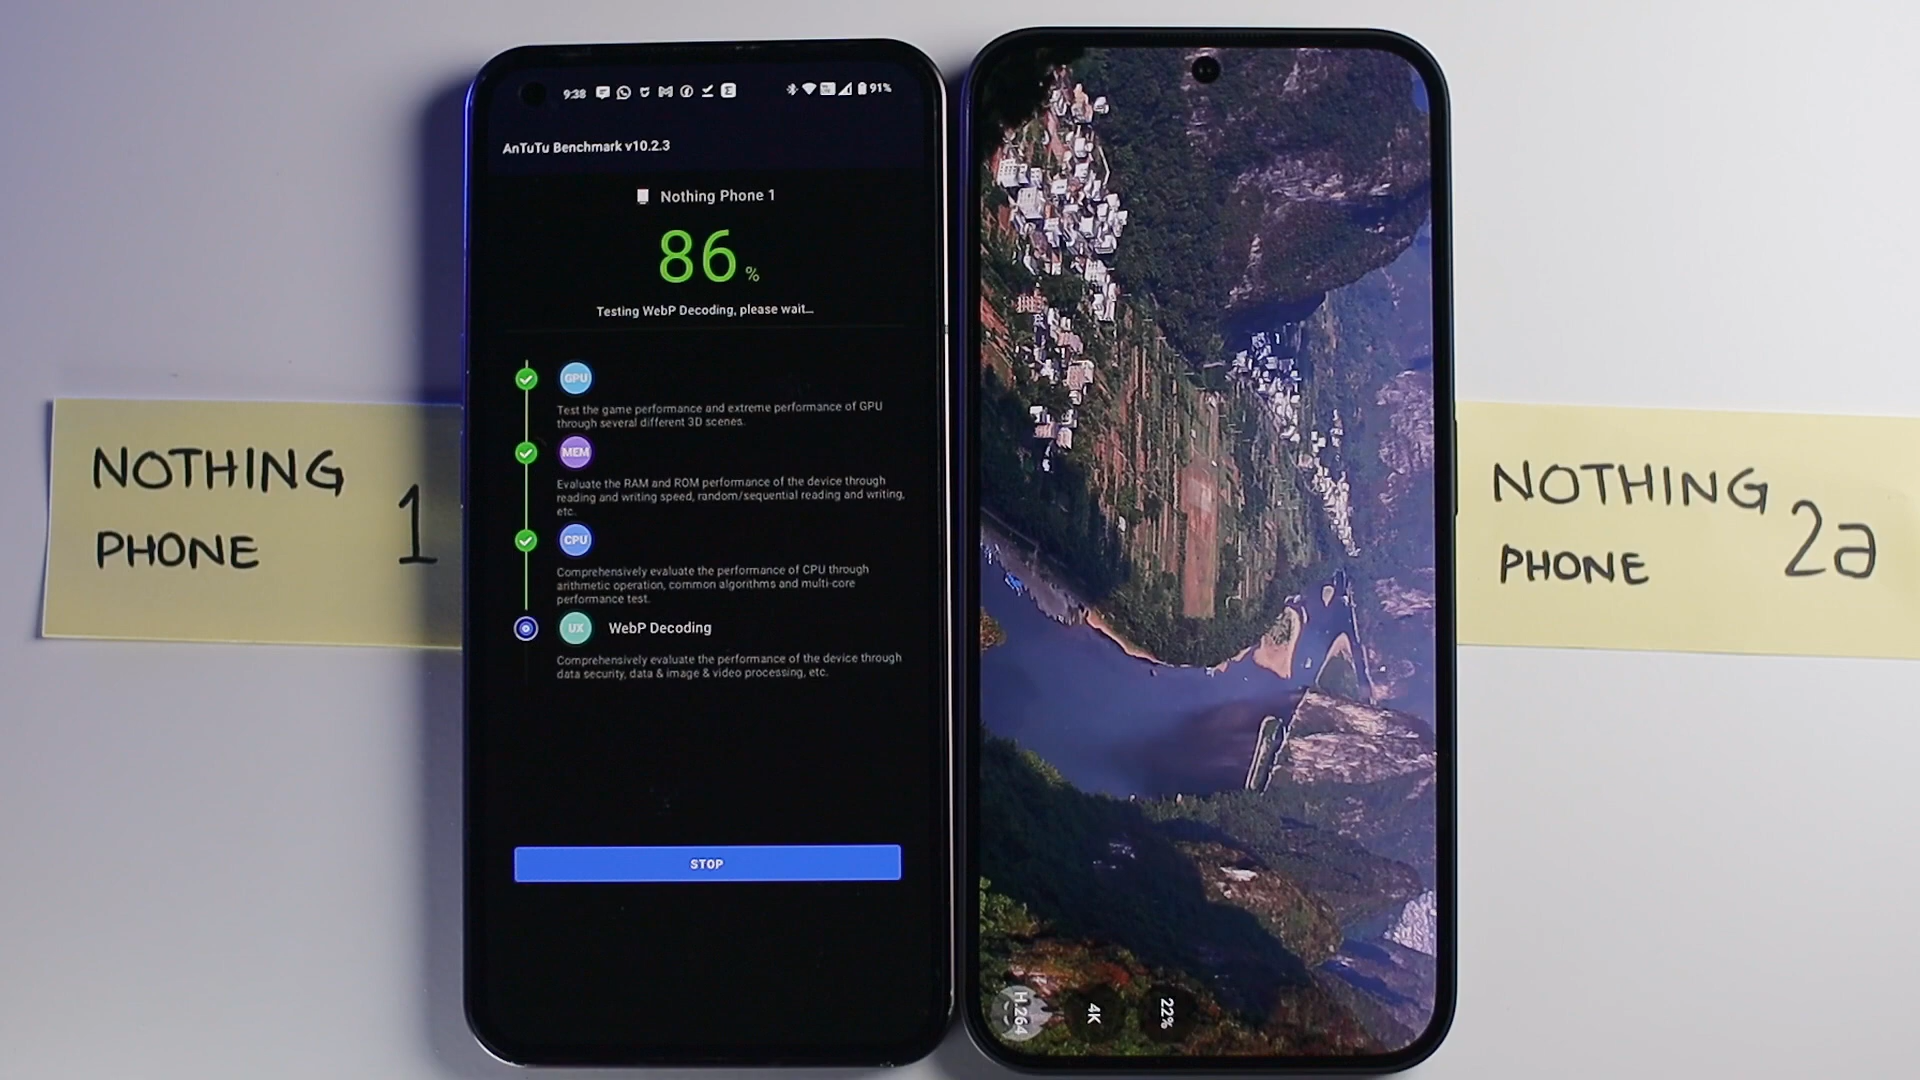 NOTHING
PHONE 1
9:38 91%
AnTuTu Benchmark v10.2.3
Nothing Phone 1
86 %
Testing WebP Decoding, please wait...
GPU
Test the game performance and extreme performance of GPU
through several different 3D scenes.
MEM
Evaluate the RAM and ROM performance of the device through
reading and writing speed, random/sequential reading and writing,
etc.
CPU
Comprehensively evaluate the performance of CPU through
arithmetic operation, common algorithms and multi-core
performance test.
UX WebP Decoding
Comprehensively evaluate the performance of the device through
data security, data & image & video processing, etc.
STOP
H.264
4K
22%
NOTHING
PHONE 2a